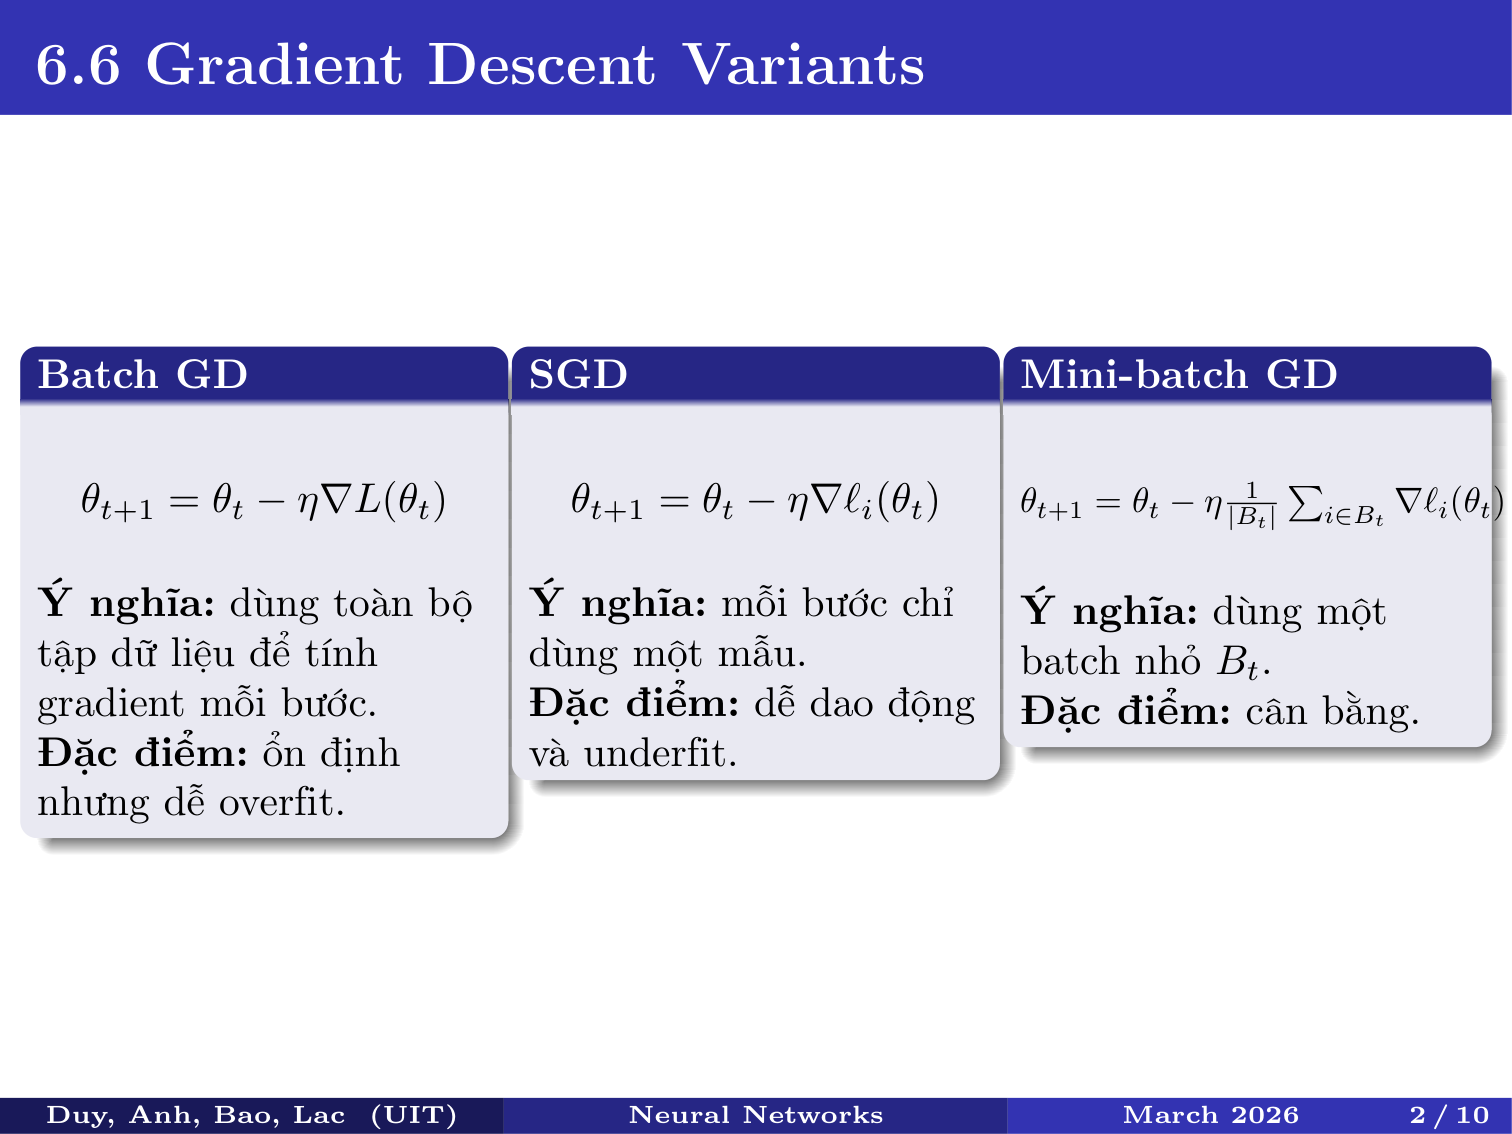 6.6 Gradient Descent Variants
Batch GD
θ_{t+1} = θ_t − η∇L(θ_t)
Ý nghĩa: dùng toàn bộ
tập dữ liệu để tính
gradient mỗi bước.
Đặc điểm: ổn định
nhưng dễ overfit.
SGD
θ_{t+1} = θ_t − η∇ℓ_i(θ_t)
Ý nghĩa: mỗi bước chỉ
dùng một mẫu.
Đặc điểm: dễ dao động
và underfit.
Mini-batch GD
θ_{t+1} = θ_t − η \frac{1}{|B_t|} ∑_{i∈B_t} ∇ℓ_i(θ_t)
Ý nghĩa: dùng một
batch nhỏ B_t.
Đặc điểm: cân bằng.
Duy, Anh, Bao, Lac (UIT) Neural Networks March 2026 2 / 10